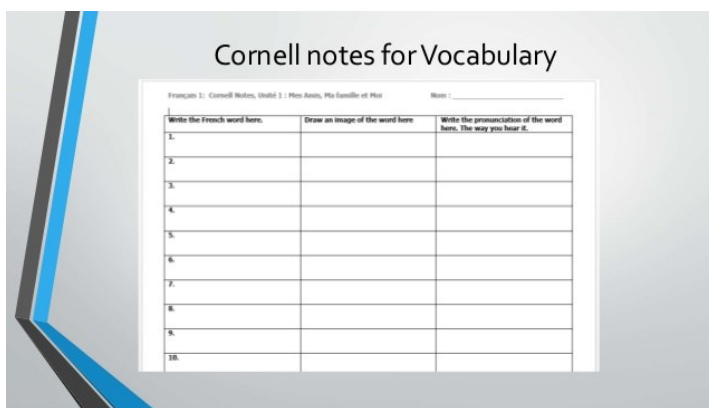 Cornell notes for Vocabulary
Français 1: Cornell Notes, Unité 1 : Mes Amis, Ma famille et Moi Nom : ____________________
Write the French word here. Draw an image of the word here Write the pronunciation of the word
here. The way you hear it.
1.
2.
3.
4.
5.
6.
7.
8.
9.
10.